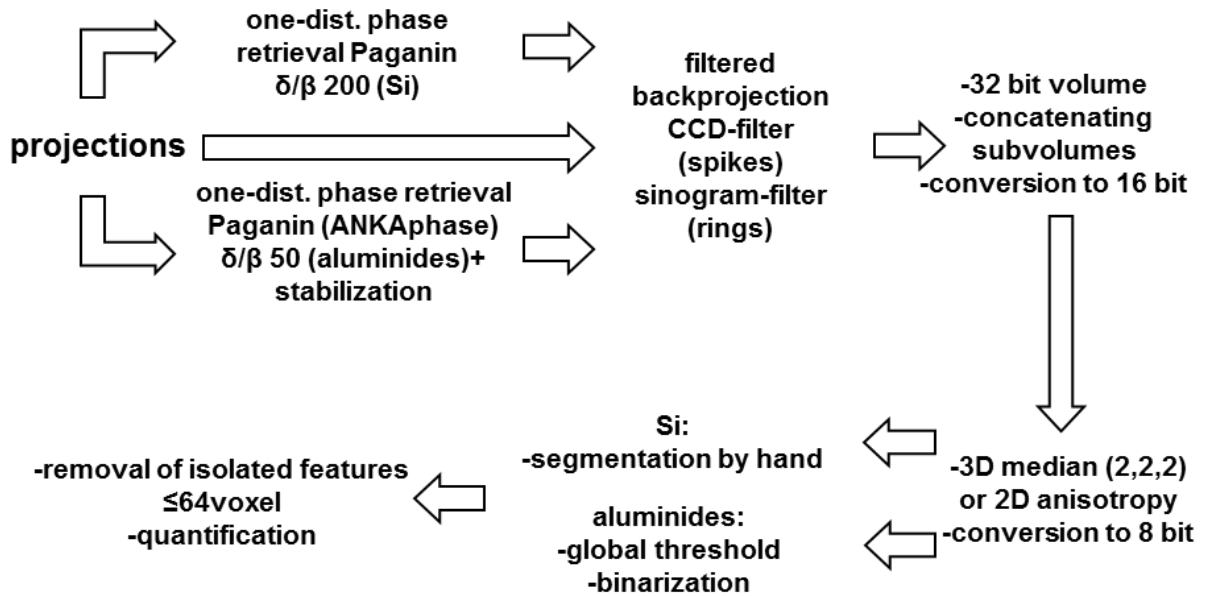 one-dist. phase
retrieval Paganin
δ/β 200 (Si)
projections
one-dist. phase retrieval
Paganin (ANKAphase)
δ/β 50 (aluminides)+
stabilization
filtered
backprojection
CCD-filter
(spikes)
sinogram-filter
(rings)
-32 bit volume
-concatenating
subvolumes
-conversion to 16 bit
-3D median (2,2,2)
or 2D anisotropy
-conversion to 8 bit
Si:
-segmentation by hand
aluminides:
-global threshold
-binarization
-removal of isolated features
≤64voxel
-quantification